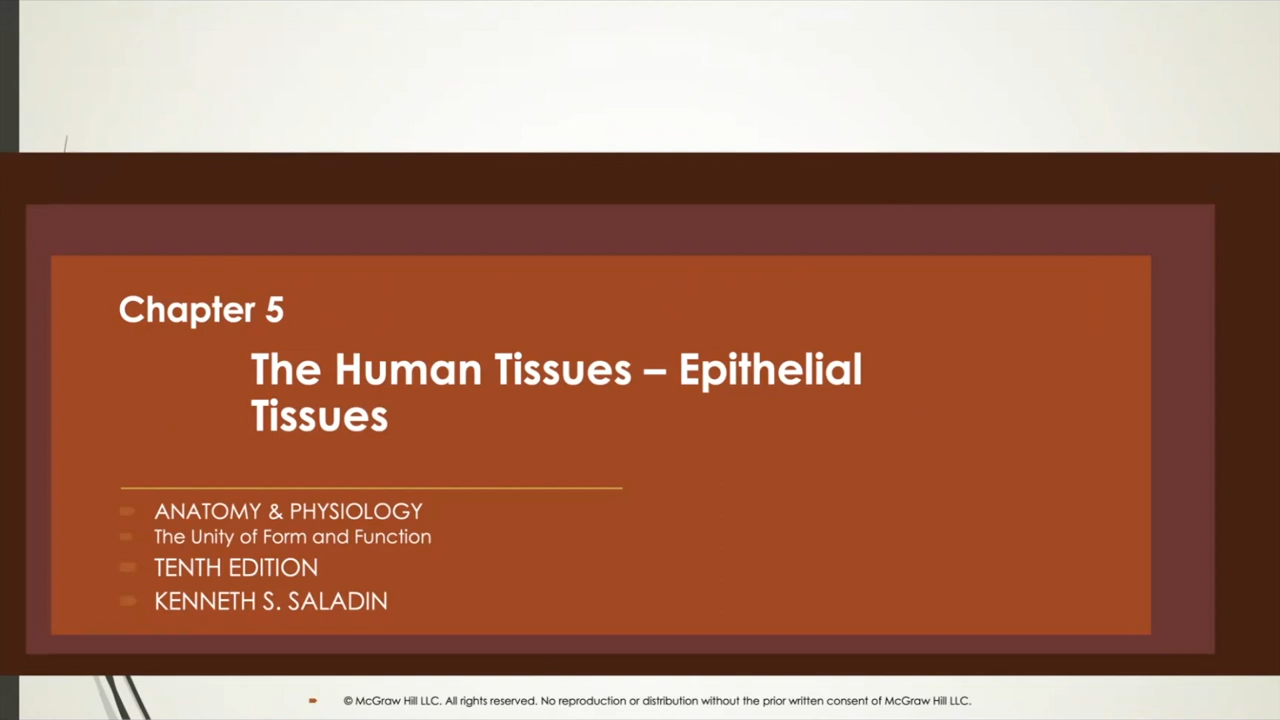 Chapter 5
The Human Tissues – Epithelial
Tissues
ANATOMY & PHYSIOLOGY
The Unity of Form and Function
TENTH EDITION
KENNETH S. SALADIN
© McGraw Hill LLC. All rights reserved. No reproduction or distribution without the prior written consent of McGraw Hill LLC.